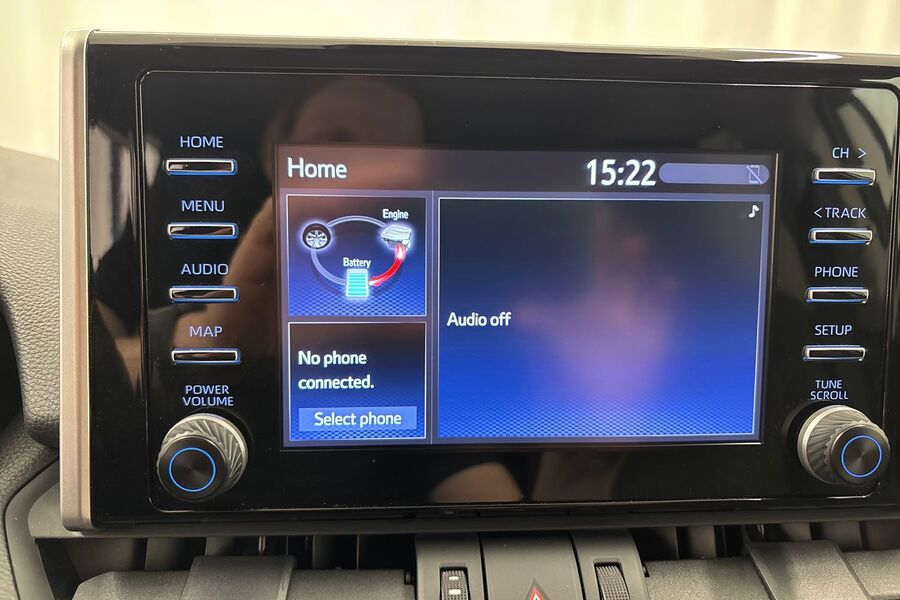 HOME
MENU
AUDIO
MAP
POWER
VOLUME
Home
15:22
Engine
Battery
No phone
connected.
Select phone
Audio off
CH >
< TRACK
PHONE
SETUP
TUNE
SCROLL